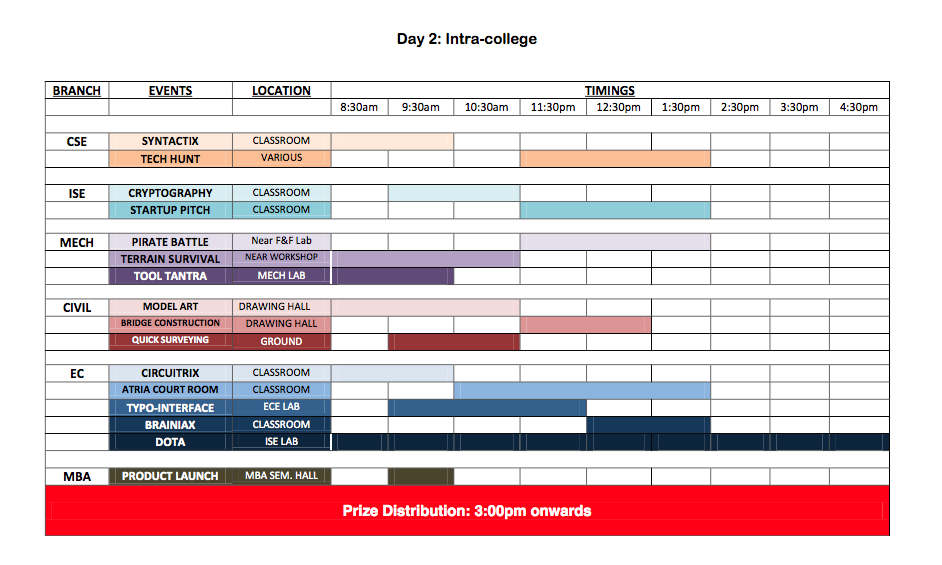 Day 2: Intra-college
BRANCH EVENTS LOCATION TIMINGS
8:30am 9:30am 10:30am 11:30pm 12:30pm 1:30pm 2:30pm 3:30pm 4:30pm
CSE SYNTACTIX CLASSROOM
TECH HUNT VARIOUS
ISE CRYPTOGRAPHY CLASSROOM
STARTUP PITCH CLASSROOM
MECH PIRATE BATTLE Near F&F Lab
TERRAIN SURVIVAL NEAR WORKSHOP
TOOL TANTRA MECH LAB
CIVIL MODEL ART DRAWING HALL
BRIDGE CONSTRUCTION DRAWING HALL
QUICK SURVEYING GROUND
EC CIRCUITRIX CLASSROOM
ATRIA COURT ROOM CLASSROOM
TYPO-INTERFACE ECE LAB
BRAINIAX CLASSROOM
DOTA ISE LAB
MBA PRODUCT LAUNCH MBA SEM. HALL
Prize Distribution: 3:00pm onwards